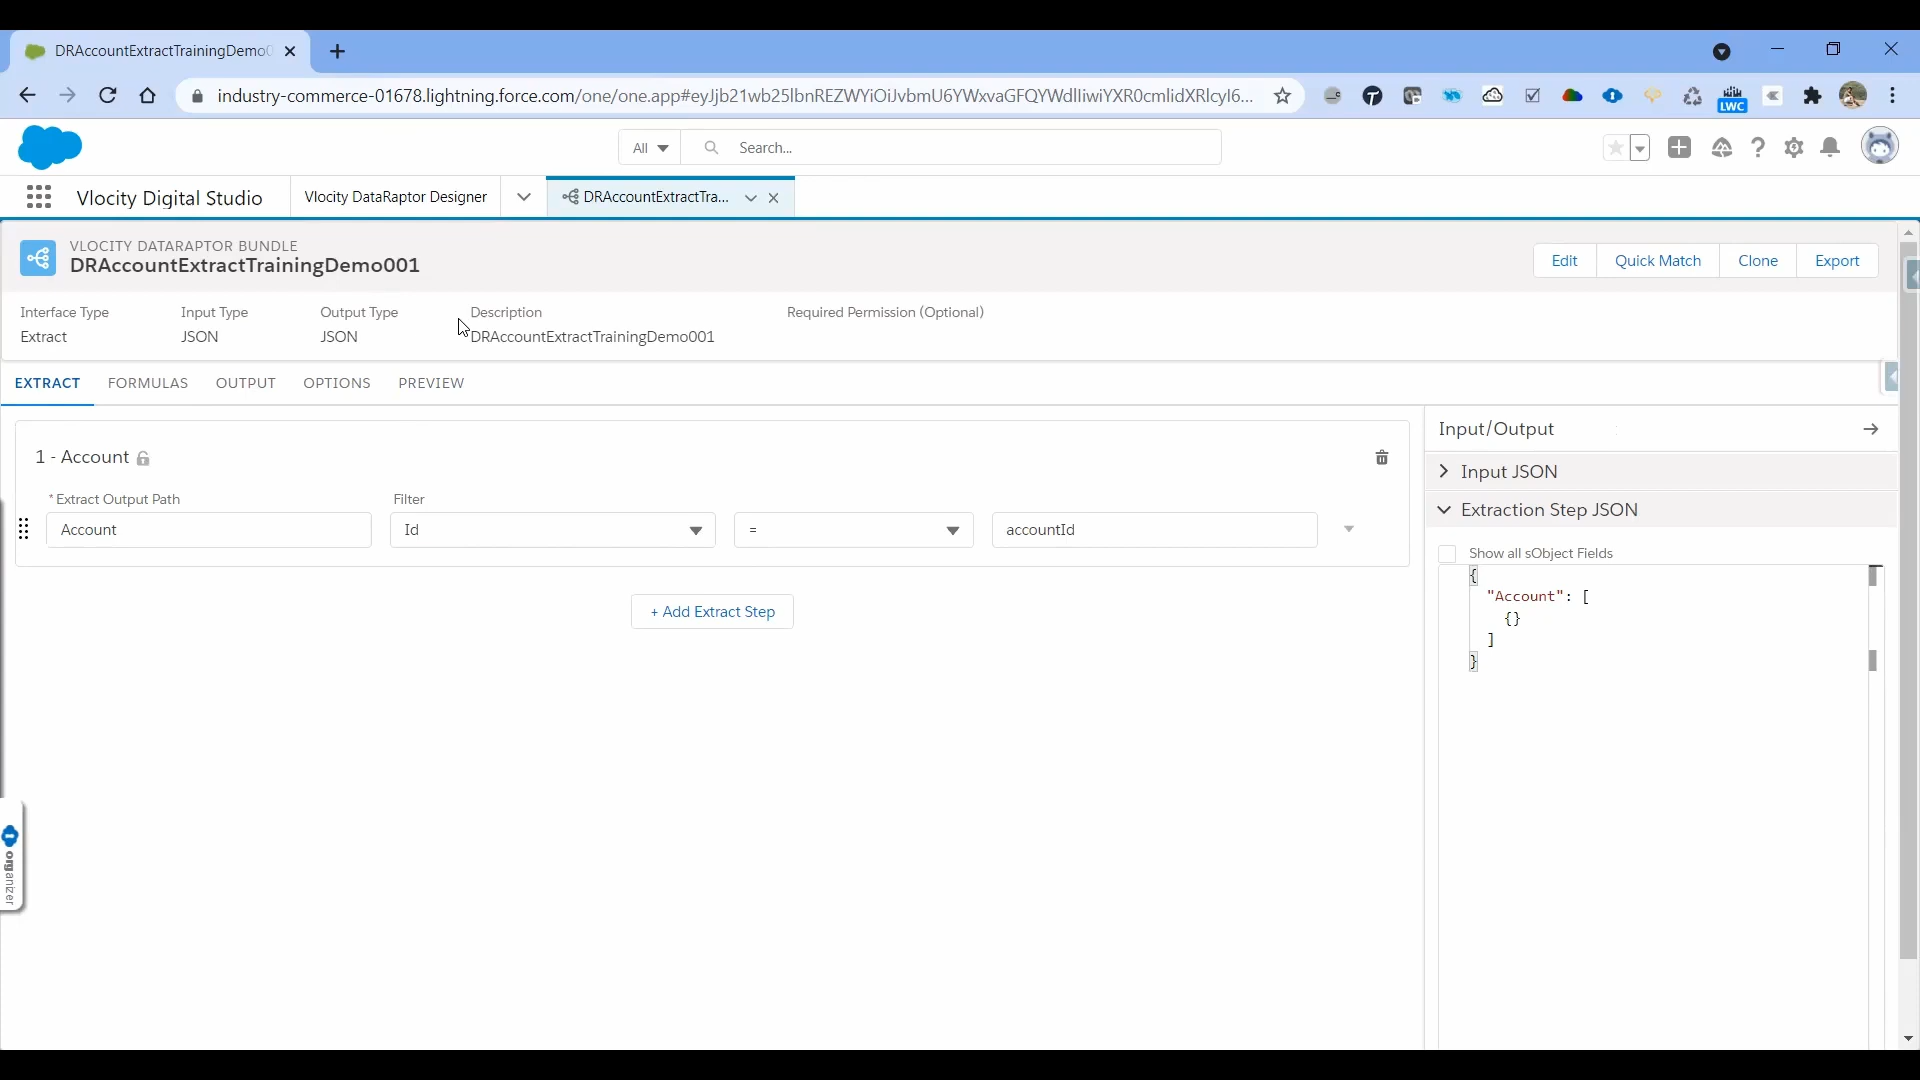 DRAccountExtractTrainingDemo0
industry-commerce-01678.lightning.force.com/one/one.app#eyJjb21wb25lbnREZWYiOiJvbmU6YWxvaGFQYWdlIiwiYXR0cmlidXRlcyI6...
LWC
All
Search...
Vlocity Digital Studio
Vlocity DataRaptor Designer
DRAccountExtractTra...
VLOCITY DATARAPTOR BUNDLE
DRAccountExtractTrainingDemo001
Edit
Quick Match
Clone
Export
Interface Type
Input Type
Output Type
Description
Required Permission (Optional)
Extract
JSON
JSON
DRAccountExtractTrainingDemo001
EXTRACT
FORMULAS
OUTPUT
OPTIONS
PREVIEW
1 - Account
* Extract Output Path
Filter
Account
Id
=
accountId
+ Add Extract Step
Input/Output
Input JSON
Extraction Step JSON
Show all sObject Fields
{
"Account": [
{}
]
}
organizer